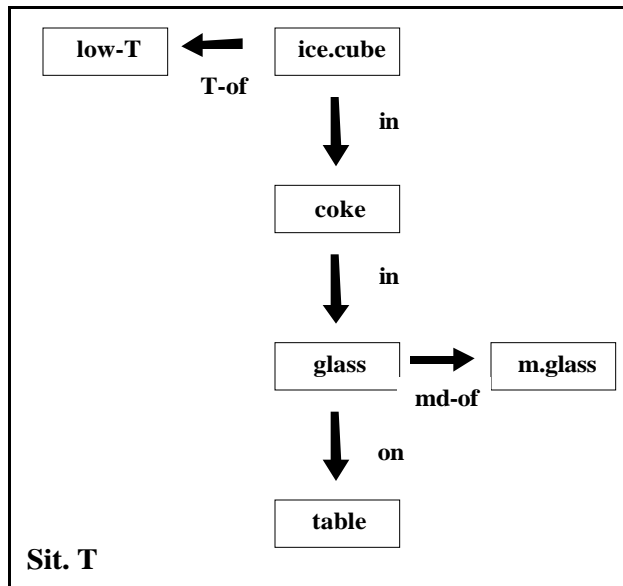 low-T
ice.cube
T-of
in
coke
in
glass
m.glass
md-of
on
table
Sit. T